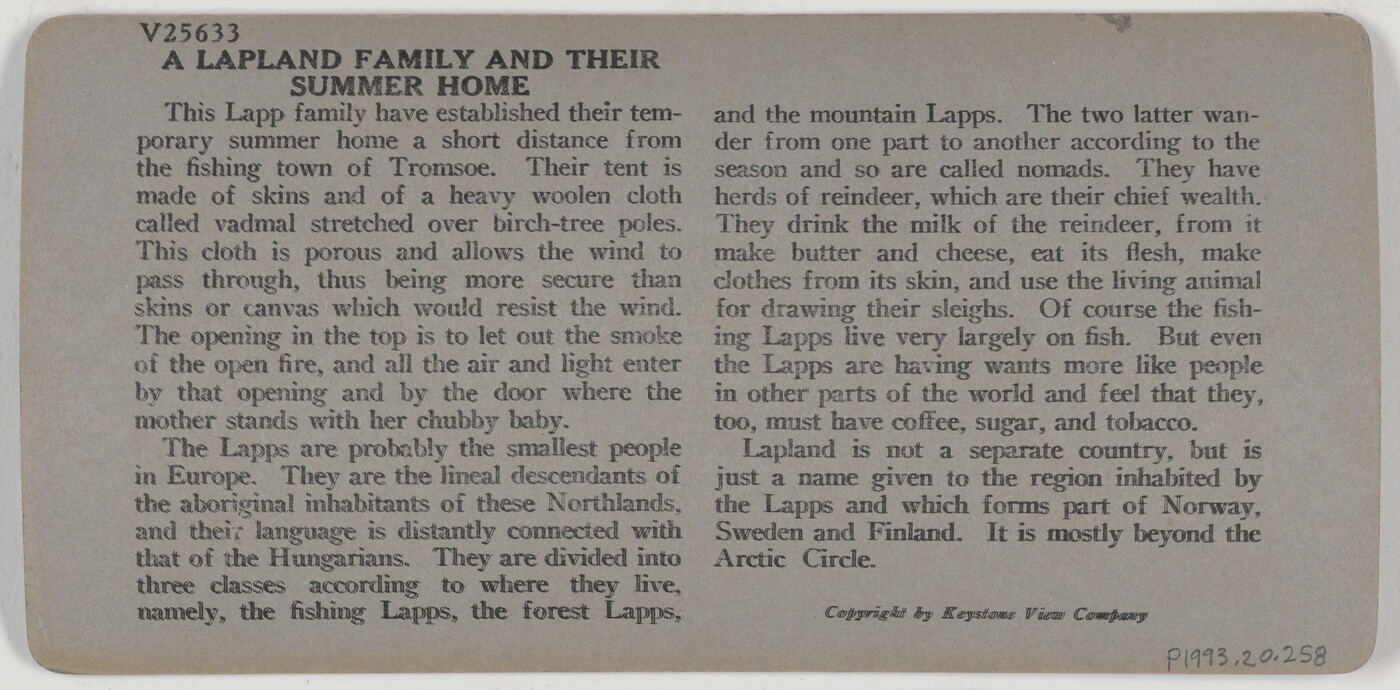 V25633
A LAPLAND FAMILY AND THEIR
SUMMER HOME
This Lapp family have established their tem-
porary summer home a short distance from
the fishing town of Tromsoe. Their tent is
made of skins and of a heavy woolen cloth
called vadmal stretched over birch-tree poles.
This cloth is porous and allows the wind to
pass through, thus being more secure than
skins or canvas which would resist the wind.
The opening in the top is to let out the smoke
of the open fire, and all the air and light enter
by that opening and by the door where the
mother stands with her chubby baby.
The Lapps are probably the smallest people
in Europe. They are the lineal descendants of
the aboriginal inhabitants of these Northlands,
and their language is distantly connected with
that of the Hungarians. They are divided into
three classes according to where they live,
namely, the fishing Lapps, the forest Lapps,
and the mountain Lapps. The two latter wan-
der from one part to another according to the
season and so are called nomads. They have
herds of reindeer, which are their chief wealth.
They drink the milk of the reindeer, from it
make butter and cheese, eat its flesh, make
clothes from its skin, and use the living animal
for drawing their sleighs. Of course the fish-
ing Lapps live very largely on fish. But even
the Lapps are having wants more like people
in other parts of the world and feel that they,
too, must have coffee, sugar, and tobacco.
Lapland is not a separate country, but is
just a name given to the region inhabited by
the Lapps and which forms part of Norway,
Sweden and Finland. It is mostly beyond the
Arctic Circle.
Copyright by Keystone View Company
P1993.20.258